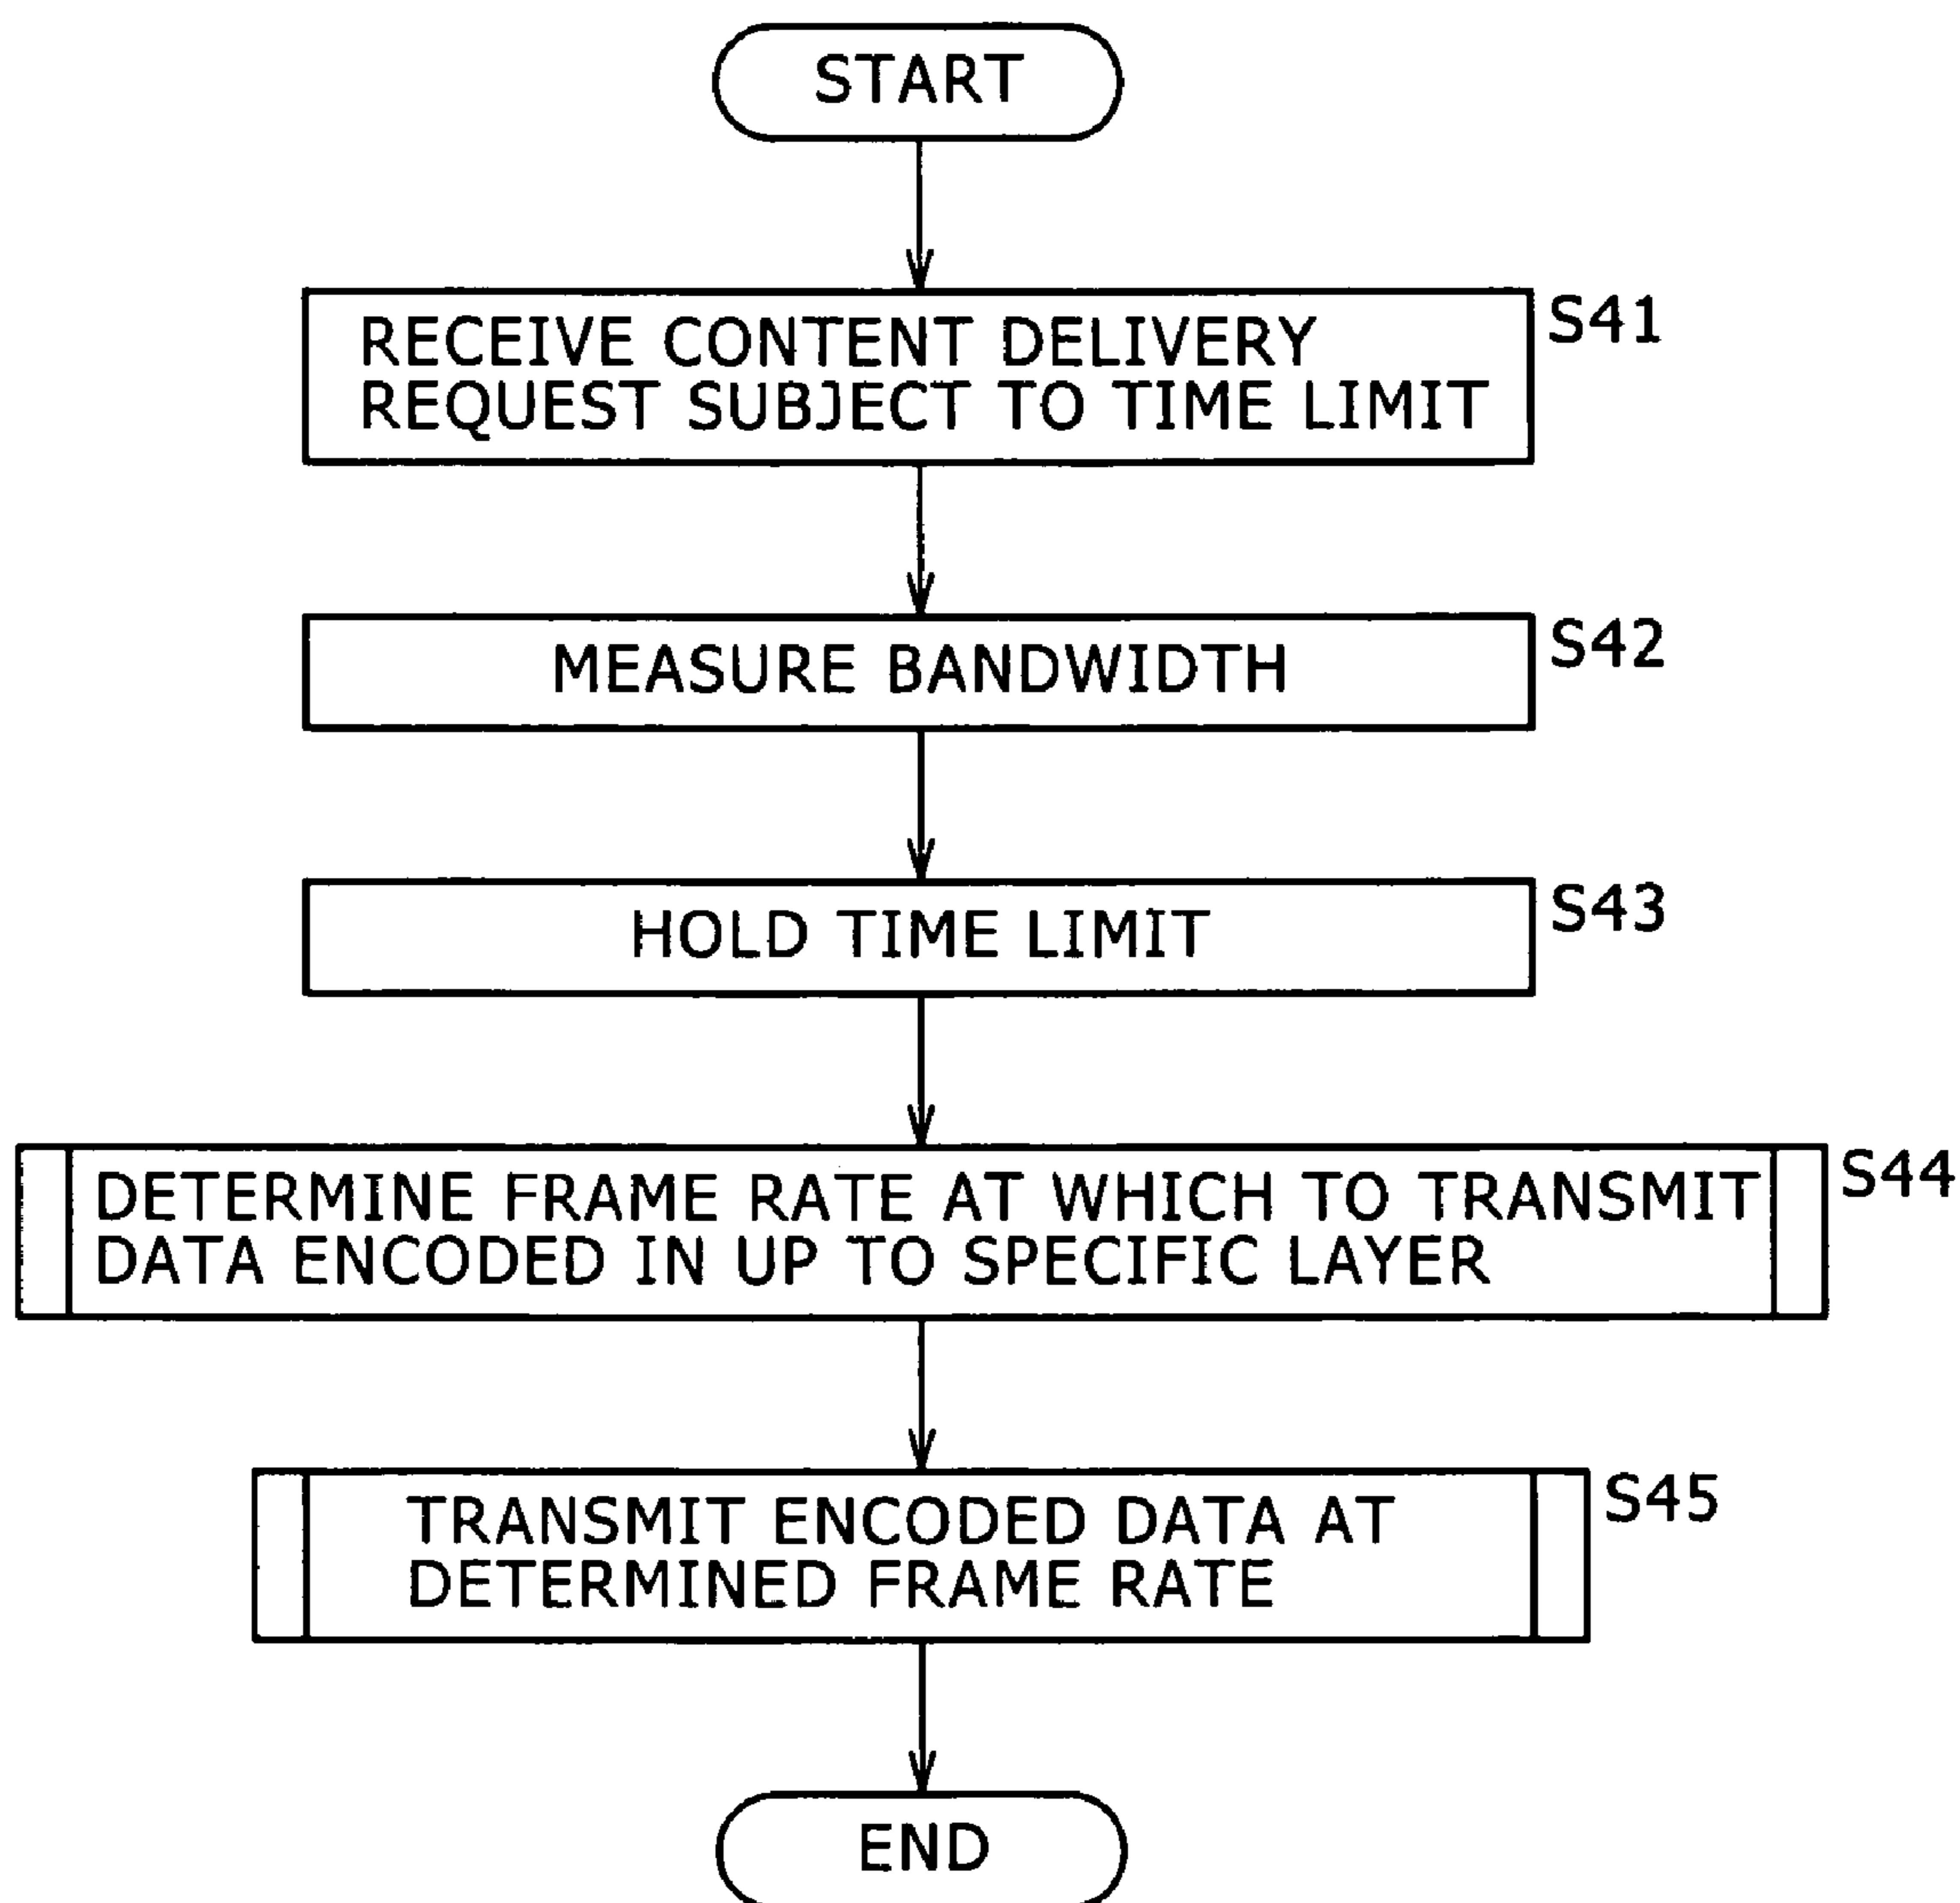 START
RECEIVE CONTENT DELIVERY
REQUEST SUBJECT TO TIME LIMIT
S41
MEASURE BANDWIDTH
S42
HOLD TIME LIMIT
S43
DETERMINE FRAME RATE AT WHICH TO TRANSMIT
DATA ENCODED IN UP TO SPECIFIC LAYER
S44
TRANSMIT ENCODED DATA AT
DETERMINED FRAME RATE
S45
END